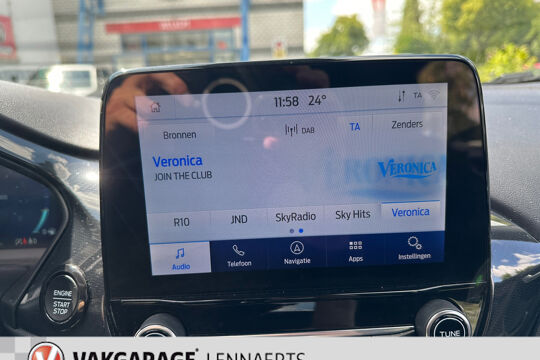 11:58 24° TA
Bronnen DAB TA Zenders
Veronica
JOIN THE CLUB
VERONICA
R10 JND SkyRadio Sky Hits Veronica
Audio Telefoon Navigatie Apps Instellingen
ENGINE
START
STOP
TUNE
VAKGARAGE LENNAERTS